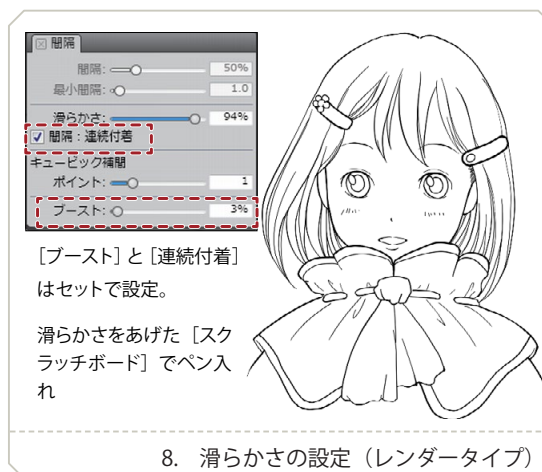 間隔
間隔: 50%
最小間隔: 1.0
滑らかさ: 94%
間隔：連続付着
キュービック補間
ポイント: 1
ブースト: 3%
［ブースト］と［連続付着］
はセットで設定。
滑らかさをあげた［スク
ラッチボード］でペン入
れ
8. 滑らかさの設定（レンダータイプ）